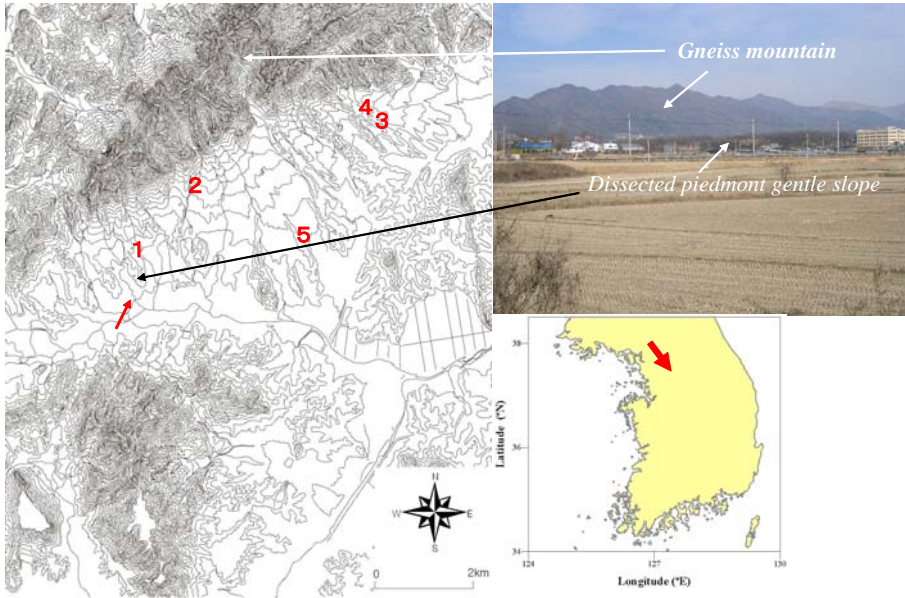 Gneiss mountain
4
3
2
Dissected piedmont gentle slope
5
1
N
W
E
S
0
2km
38
36
34
124
127
130
Latitude (°N)
Longitude (°E)